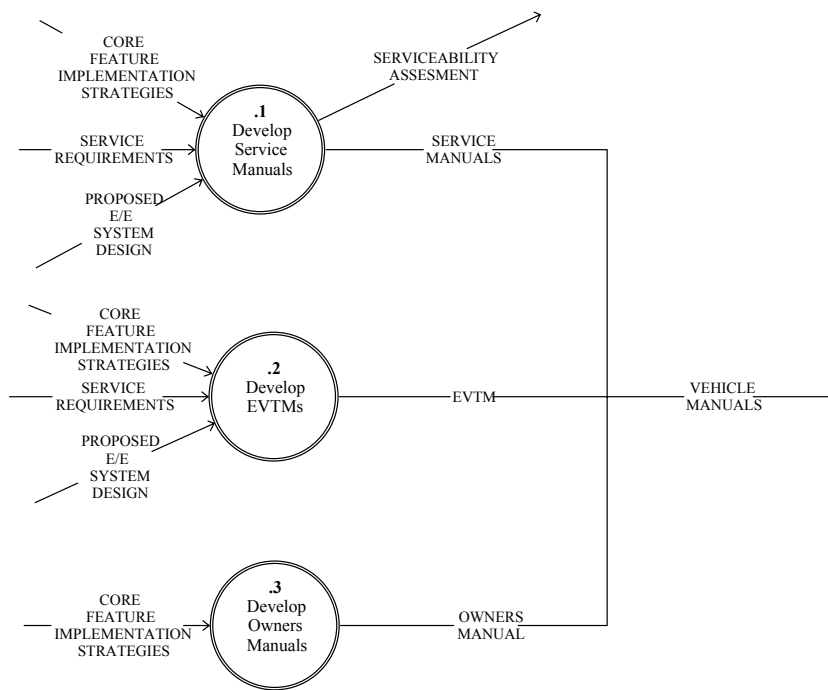 CORE
FEATURE
IMPLEMENTATION
STRATEGIES
SERVICEABILITY
ASSESMENT
.1
Develop
Service
Manuals
SERVICE
REQUIREMENTS
SERVICE
MANUALS
PROPOSED
E/E
SYSTEM
DESIGN
CORE
FEATURE
IMPLEMENTATION
STRATEGIES
.2
Develop
EVTMs
SERVICE
REQUIREMENTS
EVTM
VEHICLE
MANUALS
PROPOSED
E/E
SYSTEM
DESIGN
CORE
FEATURE
IMPLEMENTATION
STRATEGIES
.3
Develop
Owners
Manuals
OWNERS
MANUAL